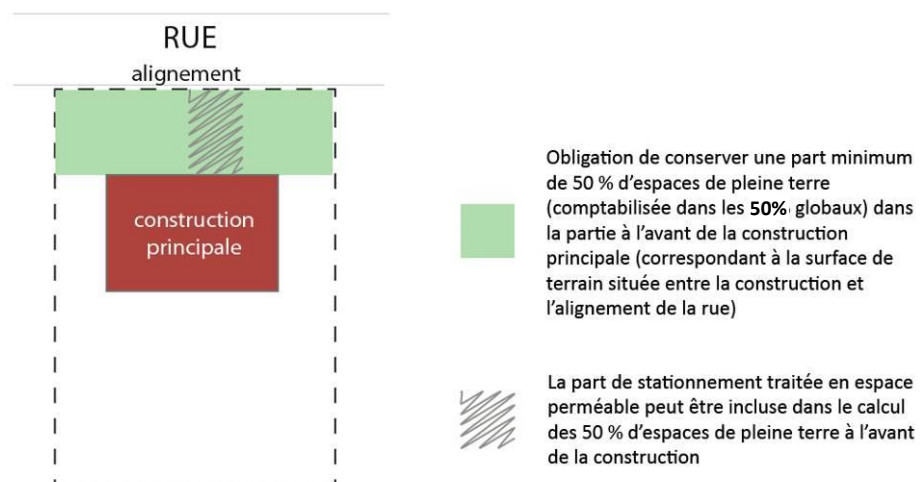 RUE
alignement
construction
principale
Obligation de conserver une part minimum
de 50 % d'espaces de pleine terre
(comptabilisée dans les 50% globaux) dans
la partie à l'avant de la construction
principale (correspondant à la surface de
terrain située entre la construction et
l'alignement de la rue)
La part de stationnement traitée en espace
perméable peut être incluse dans le calcul
des 50 % d'espaces de pleine terre à l'avant
de la construction